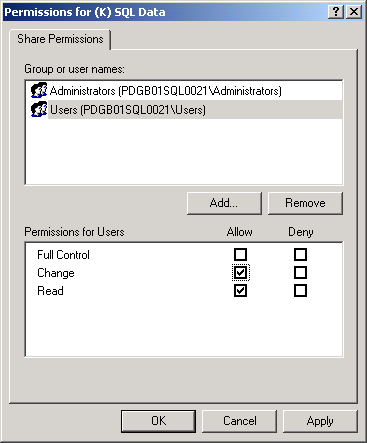 Permissions for (K) SQL Data
Share Permissions
Group or user names:
Administrators (PDGB01SQL0021\Administrators)
Users (PDGB01SQL0021\Users)
Add... Remove
Permissions for Users Allow Deny
Full Control
Change
Read
OK Cancel Apply